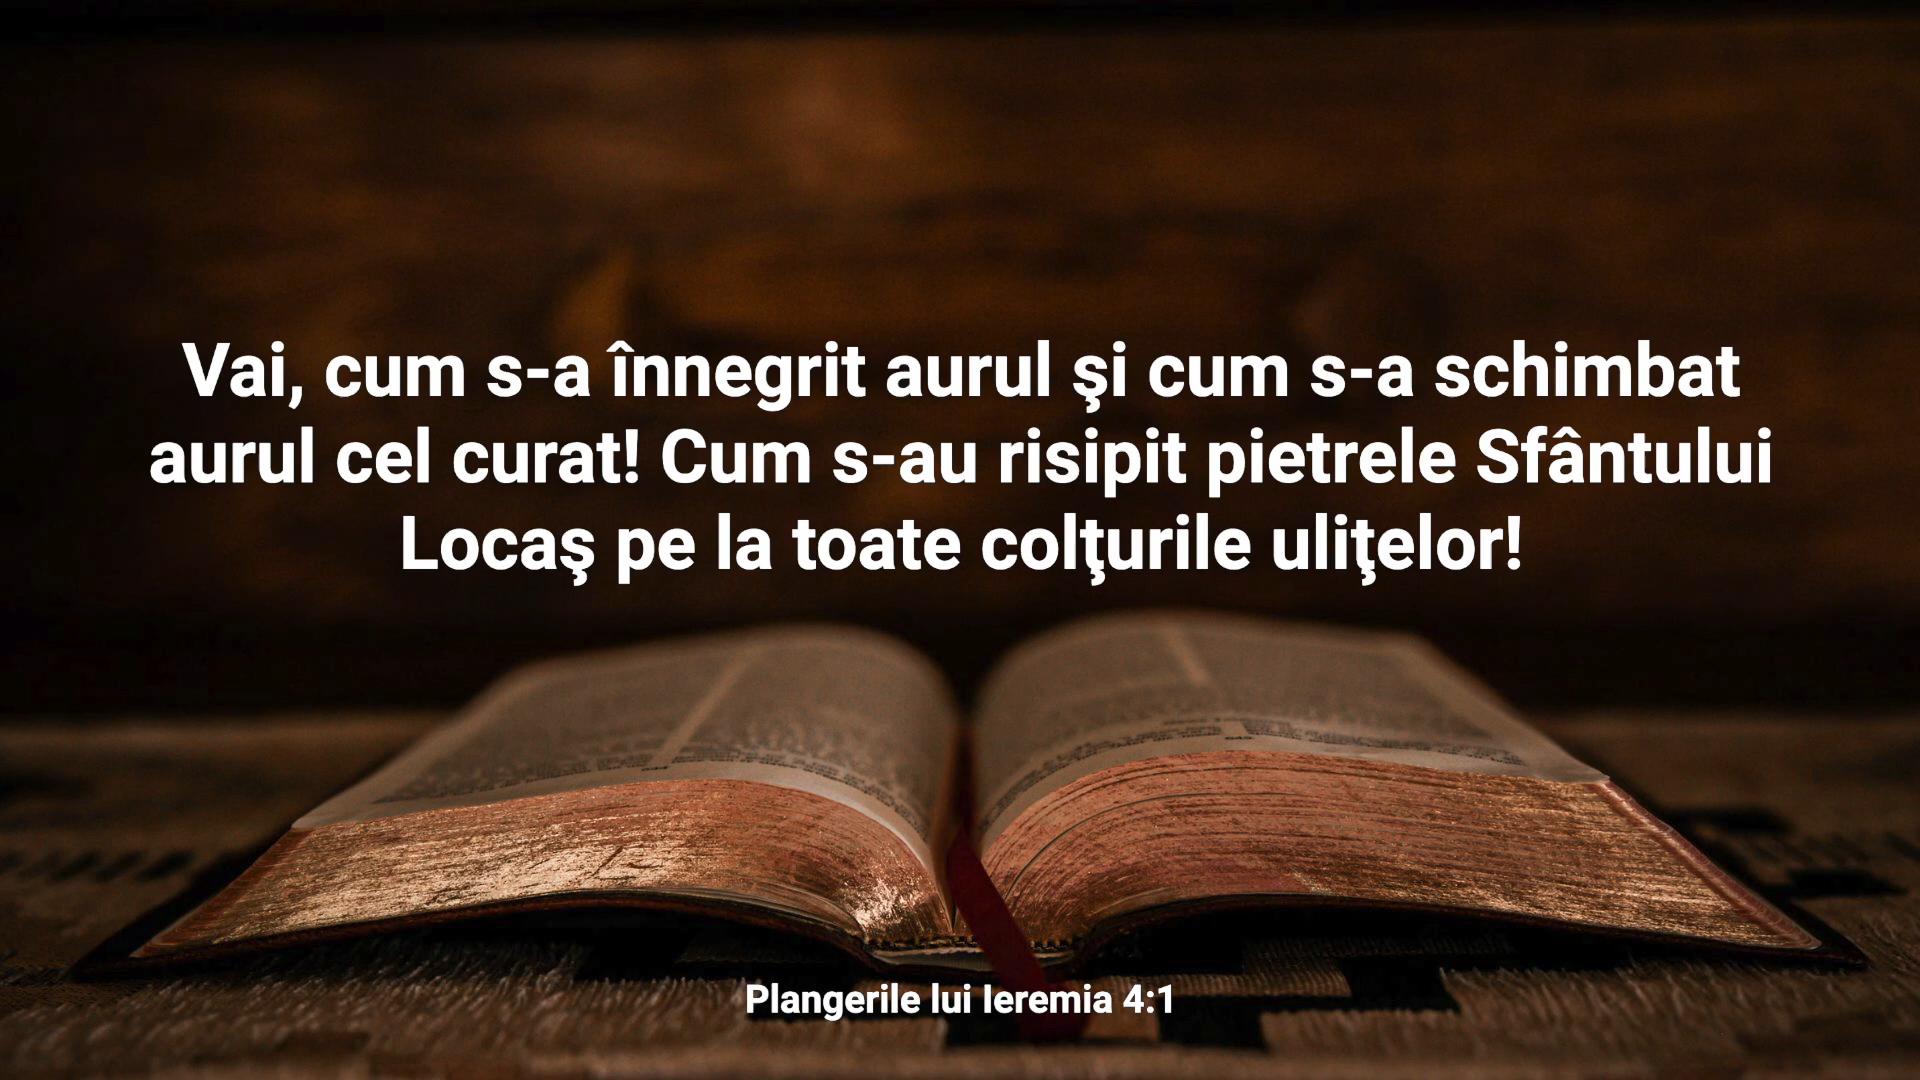 Vai, cum s-a înnegrit aurul şi cum s-a schimbat
aurul cel curat! Cum s-au risipit pietrele Sfântului
Locaş pe la toate colţurile uliţelor!
Plangerile lui Ieremia 4:1